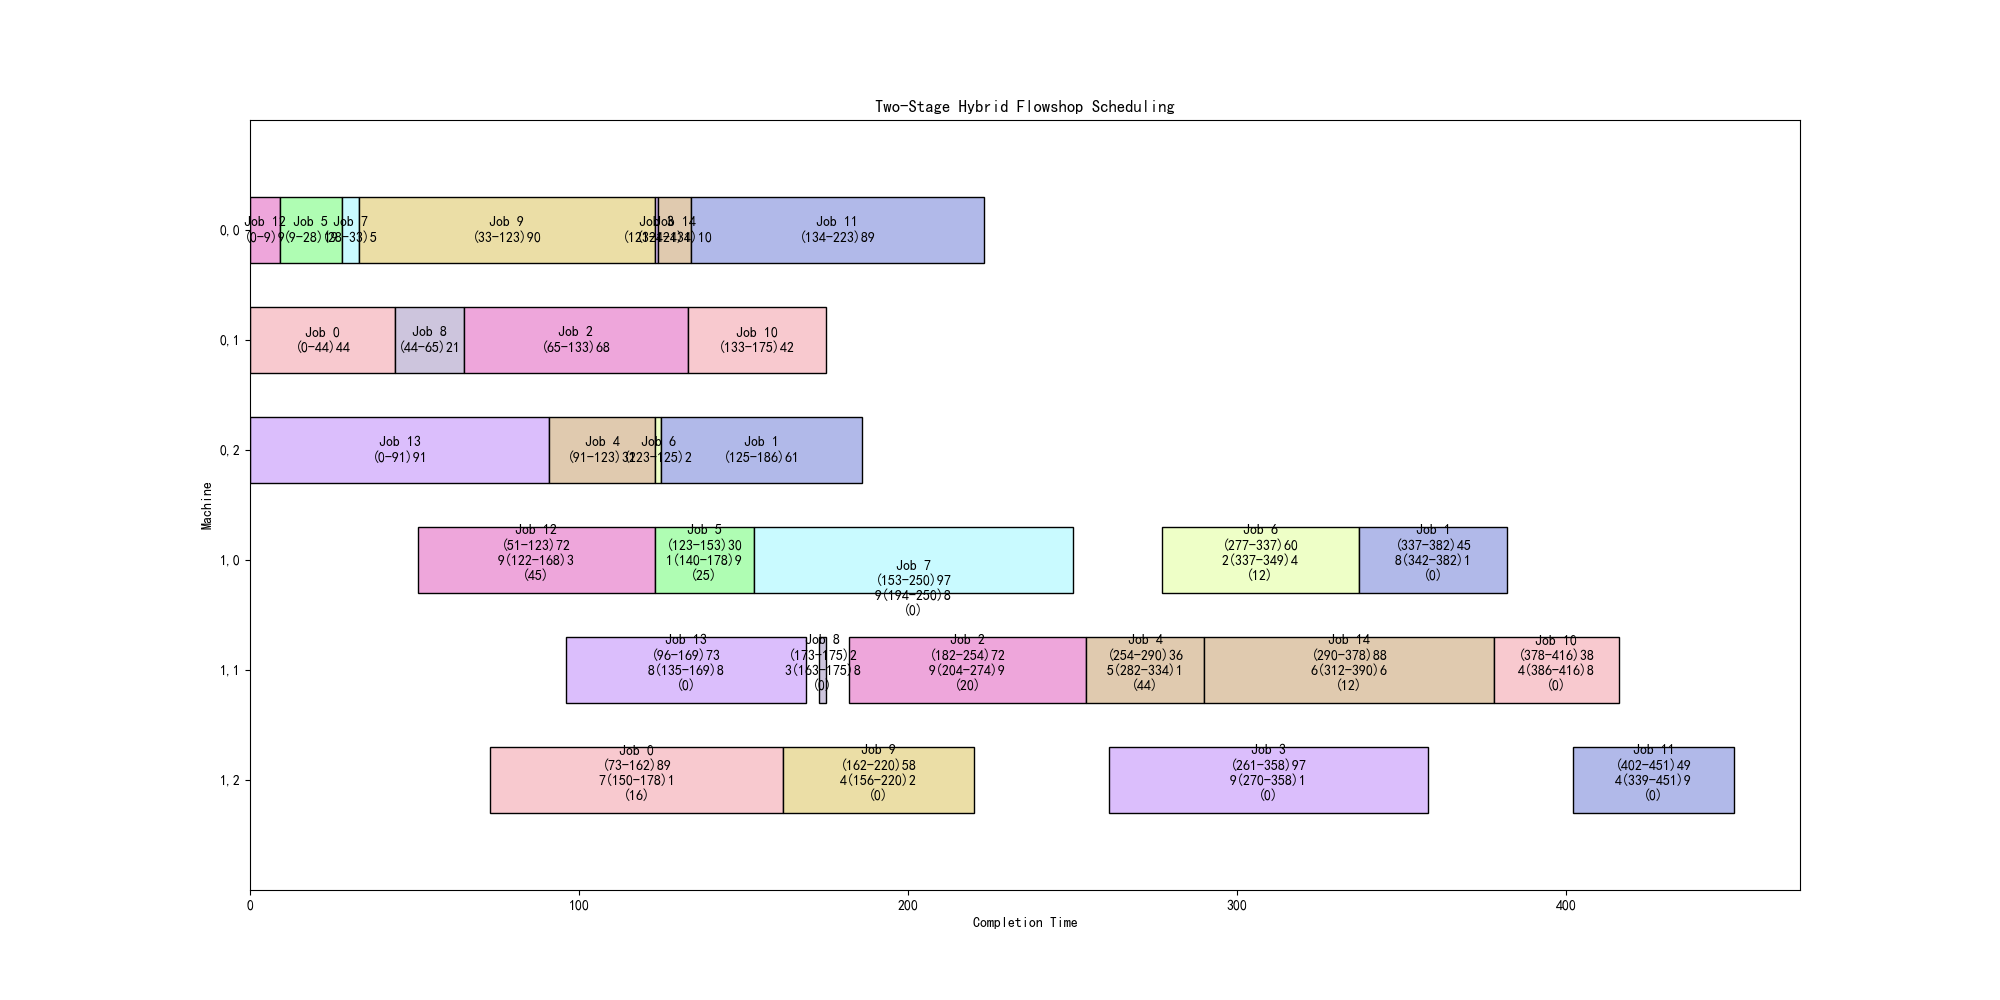 Two-Stage Hybrid Flowshop Scheduling
0,0
Job 12
(0-9)9
Job 5
(9-28)19
Job 7
(28-33)5
Job 9
(33-123)90
Job 3
(123-124)1
Job 14
(124-134)10
Job 11
(134-223)89
0,1
Job 0
(0-44)44
Job 8
(44-65)21
Job 2
(65-133)68
Job 10
(133-175)42
0,2
Job 13
(0-91)91
Job 4
(91-123)32
Job 6
(123-125)2
Job 1
(125-186)61
1,0
Job 12
(51-123)72
9(122-168)3
(45)
Job 5
(123-153)30
1(140-178)9
(25)
Job 7
(153-250)97
9(194-250)8
(0)
Job 6
(277-337)60
2(337-349)4
(12)
Job 1
(337-382)45
8(342-382)1
(0)
1,1
Job 13
(96-169)73
8(135-169)8
(0)
Job 8
(173-175)2
3(163-175)8
(0)
Job 2
(182-254)72
9(204-274)9
(20)
Job 4
(254-290)36
5(282-334)1
(44)
Job 14
(290-378)88
6(312-390)6
(12)
Job 10
(378-416)38
4(386-416)8
(0)
1,2
Job 0
(73-162)89
7(150-178)1
(16)
Job 9
(162-220)58
4(156-220)2
(0)
Job 3
(261-358)97
9(270-358)1
(0)
Job 11
(402-451)49
4(339-451)9
(0)
Machine
0
100
200
300
400
Completion Time